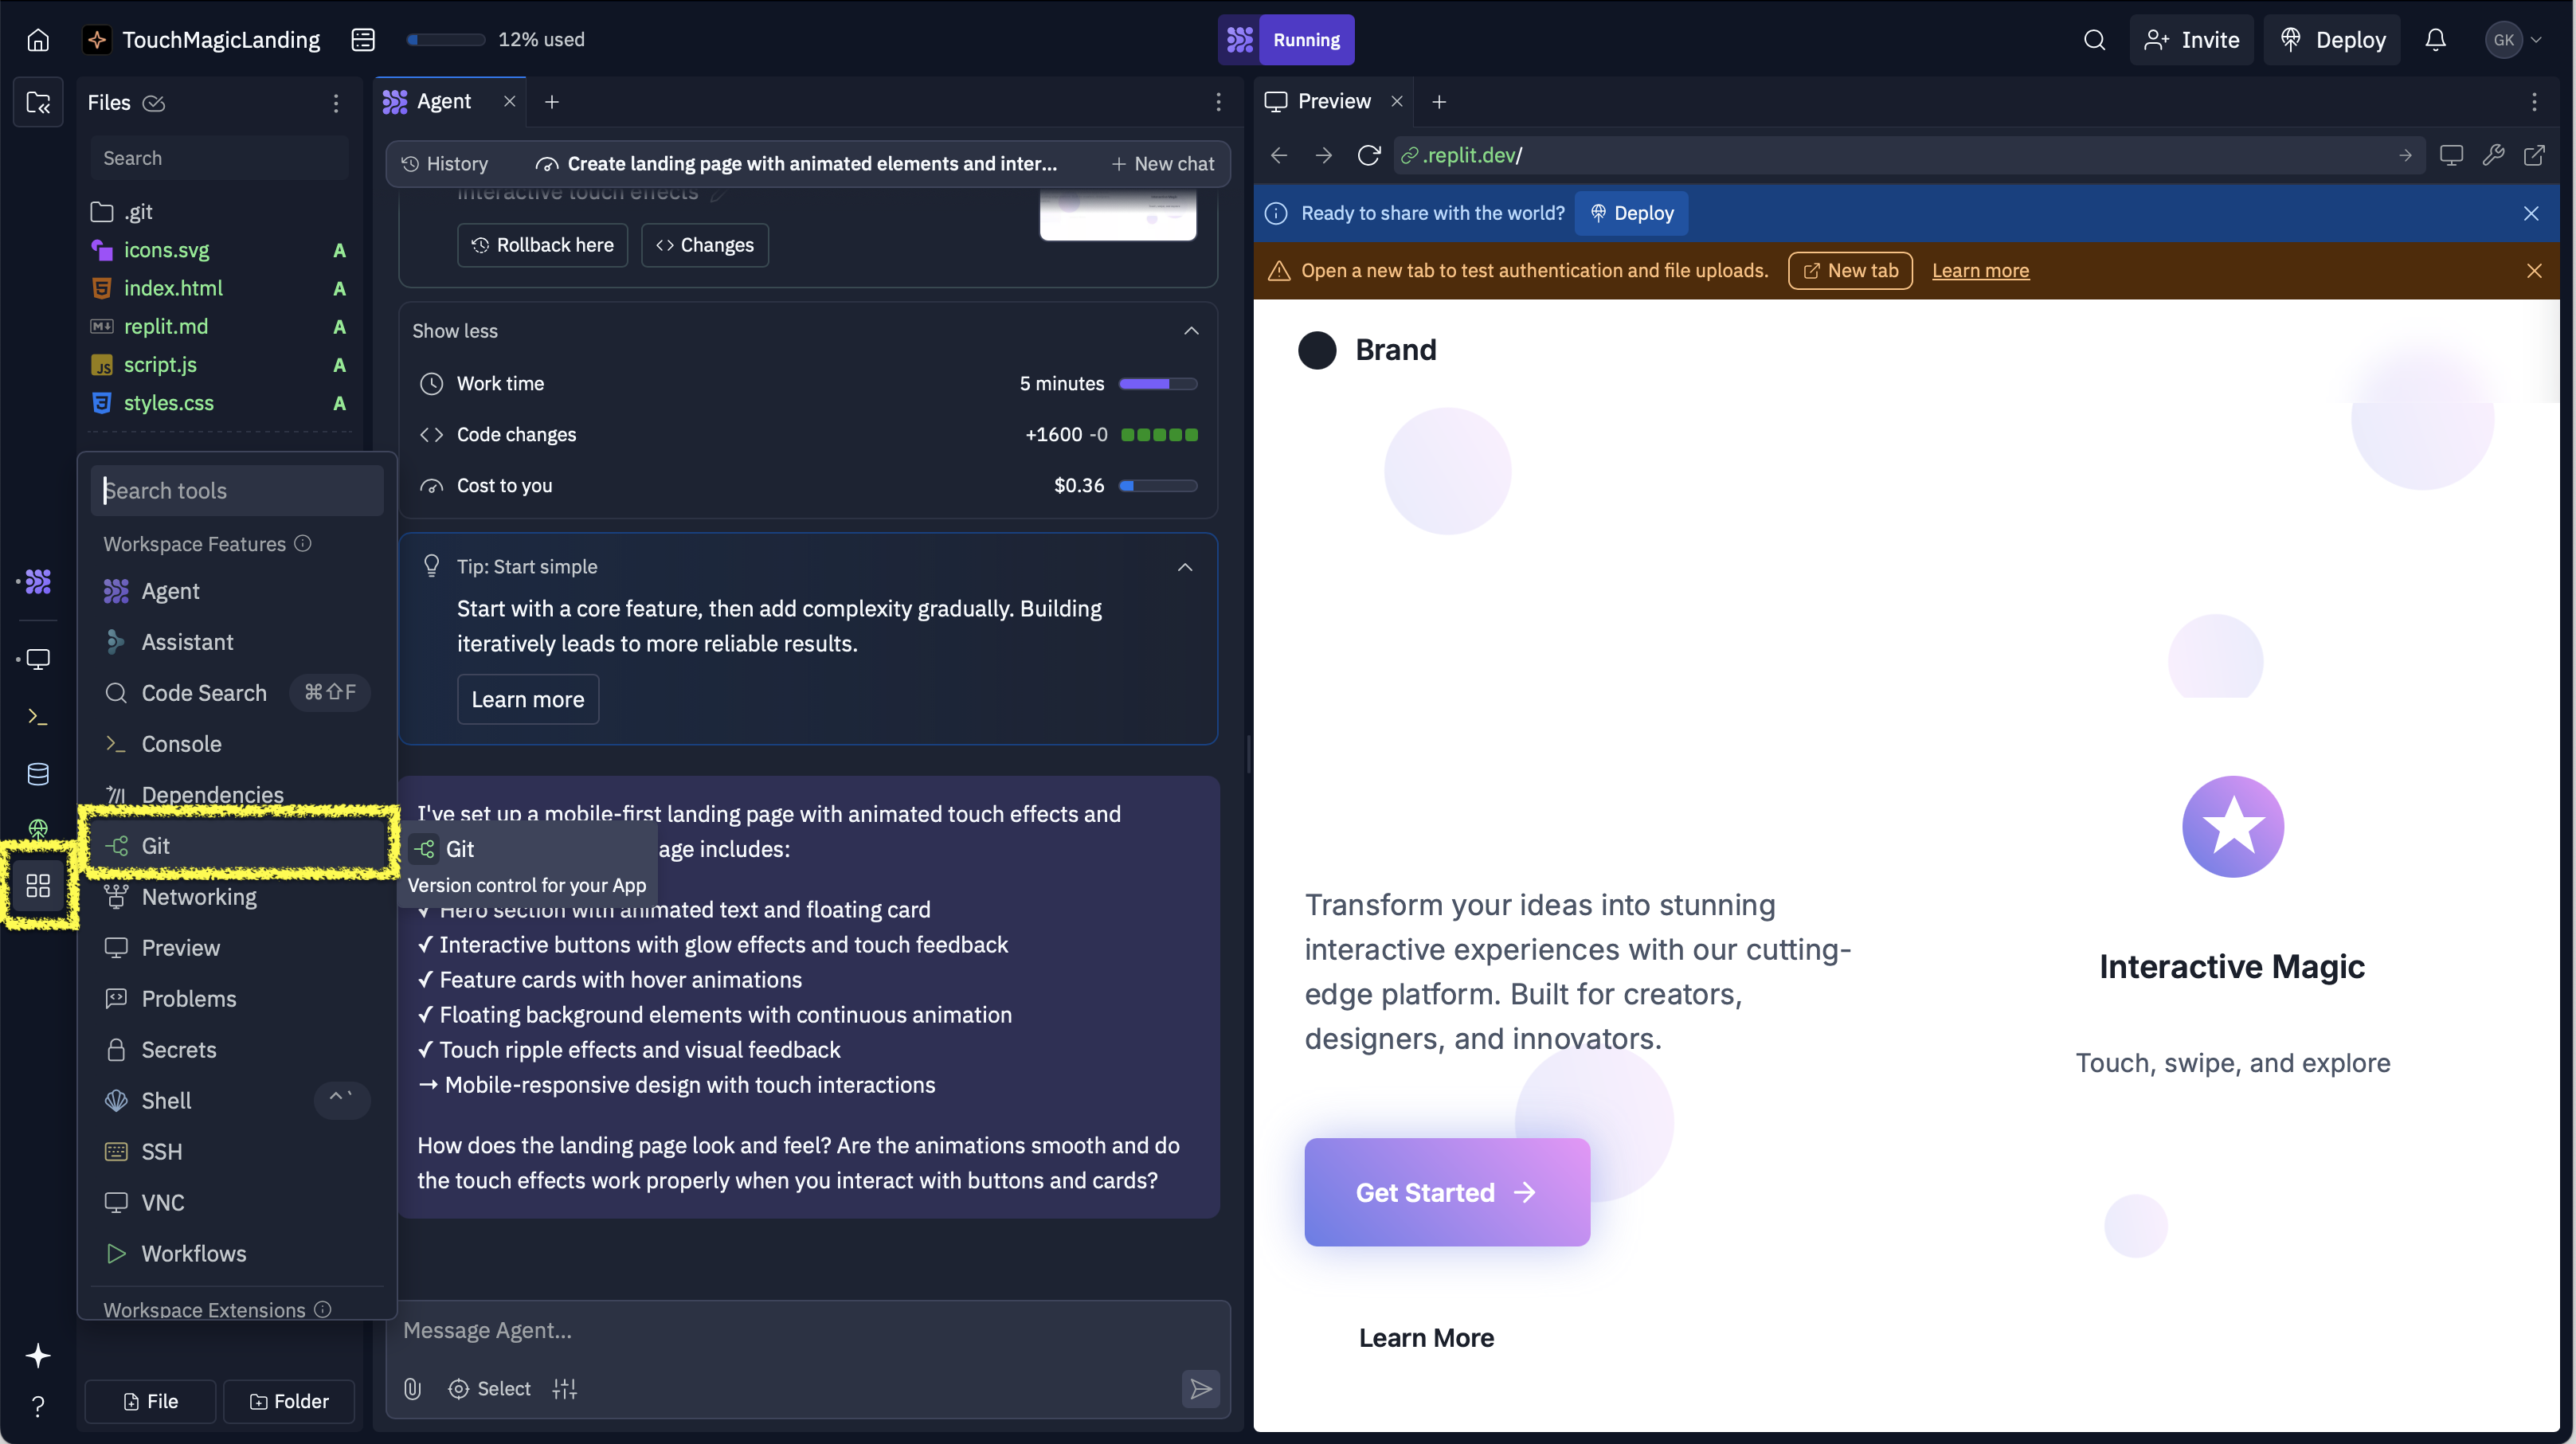 TouchMagicLanding
12% used
Running
Invite
Deploy
GK
Files
Search
.git
icons.svg A
index.html A
replit.md A
script.js A
styles.css A
Search tools
Workspace Features
Agent
Assistant
Code Search ⌘⇧F
Console
Dependencies
Git
Networking
Preview
Problems
Secrets
Shell ^ `
SSH
VNC
Workflows
Workspace Extensions
File
Folder
Git
Version control for your App
Agent
History
Create landing page with animated elements and inter...
New chat
interactive touch effects
Rollback here
Changes
Show less
Work time 5 minutes
Code changes +1600 -0
Cost to you $0.36
Tip: Start simple
Start with a core feature, then add complexity gradually. Building
iteratively leads to more reliable results.
Learn more
I've set up a mobile-first landing page with animated touch effects and
age includes:
✓ Hero section with animated text and floating card
✓ Interactive buttons with glow effects and touch feedback
✓ Feature cards with hover animations
✓ Floating background elements with continuous animation
✓ Touch ripple effects and visual feedback
→ Mobile-responsive design with touch interactions
How does the landing page look and feel? Are the animations smooth and do
the touch effects work properly when you interact with buttons and cards?
Message Agent...
Select
Preview
.replit.dev/
Ready to share with the world?
Deploy
Open a new tab to test authentication and file uploads.
New tab
Learn more
Brand
Transform your ideas into stunning
interactive experiences with our cutting-
edge platform. Built for creators,
designers, and innovators.
Get Started →
Learn More
Interactive Magic
Touch, swipe, and explore